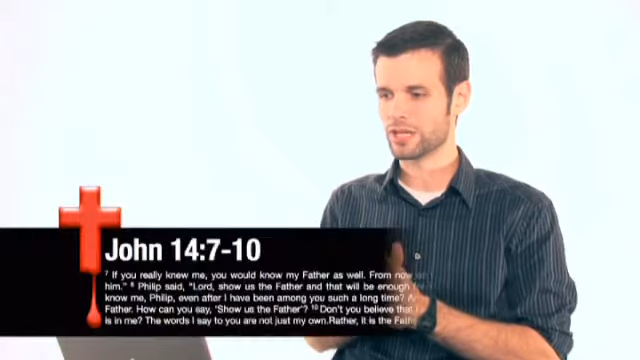 John 14:7-10
7 If you really knew me, you would know my Father as well. From now
him." 8 Philip said, "Lord, show us the Father and that will be enough
know me, Philip, even after I have been among you such a long time?
Father. How can you say, 'Show us the Father'? 10 Don't you believe that
is in me? The words I say to you are not just my own.Rather, it is the